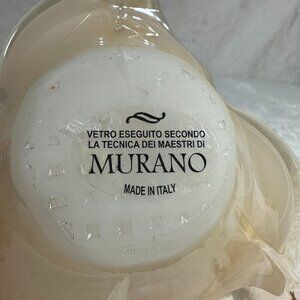 VETRO ESEGUITO SECONDO
LA TECNICA DEI MAESTRI DI
MURANO
MADE IN ITALY